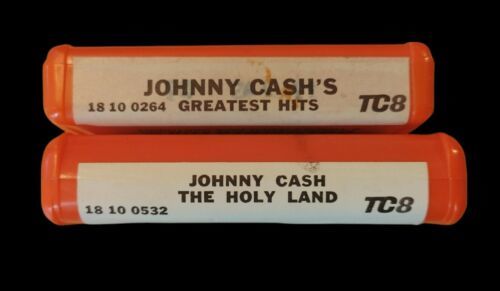 JOHNNY CASH'S
18 10 0264 GREATEST HITS TC8
JOHNNY CASH
THE HOLY LAND
18 10 0532 TC8